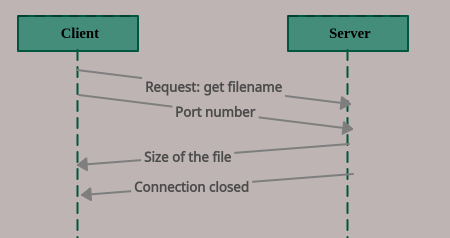 Client
Server
Request: get filename
Port number
Size of the file
Connection closed